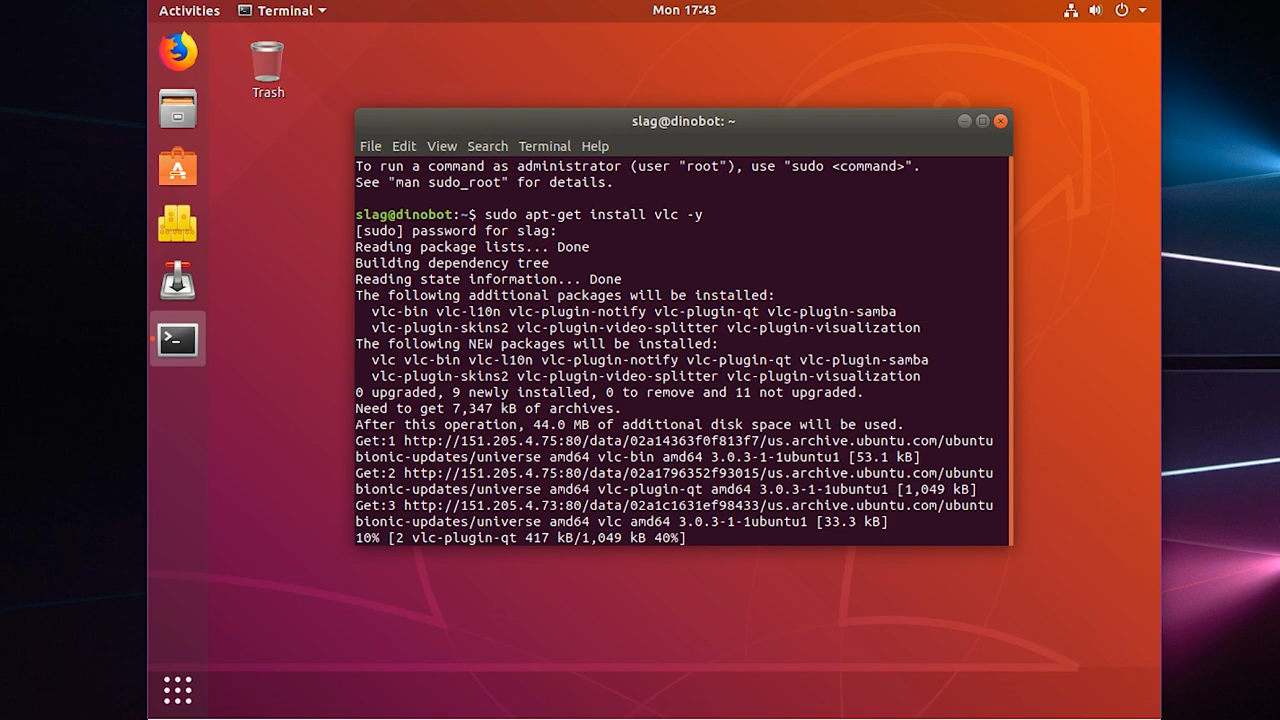 Activities Terminal Mon 17:43
Trash
slag@dinobot: ~
File Edit View Search Terminal Help
To run a command as administrator (user "root"), use "sudo <command>".
See "man sudo_root" for details.
slag@dinobot:~$ sudo apt-get install vlc -y
[sudo] password for slag:
Reading package lists... Done
Building dependency tree
Reading state information... Done
The following additional packages will be installed:
vlc-bin vlc-l10n vlc-plugin-notify vlc-plugin-qt vlc-plugin-samba
vlc-plugin-skins2 vlc-plugin-video-splitter vlc-plugin-visualization
The following NEW packages will be installed:
vlc vlc-bin vlc-l10n vlc-plugin-notify vlc-plugin-qt vlc-plugin-samba
vlc-plugin-skins2 vlc-plugin-video-splitter vlc-plugin-visualization
0 upgraded, 9 newly installed, 0 to remove and 11 not upgraded.
Need to get 7,347 kB of archives.
After this operation, 44.0 MB of additional disk space will be used.
Get:1 http://151.205.4.75:80/data/02a14363f0f813f7/us.archive.ubuntu.com/ubuntu
bionic-updates/universe amd64 vlc-bin amd64 3.0.3-1-1ubuntu1 [53.1 kB]
Get:2 http://151.205.4.75:80/data/02a1796352f93015/us.archive.ubuntu.com/ubuntu
bionic-updates/universe amd64 vlc-plugin-qt amd64 3.0.3-1-1ubuntu1 [1,049 kB]
Get:3 http://151.205.4.73:80/data/02a1c1631ef98433/us.archive.ubuntu.com/ubuntu
bionic-updates/universe amd64 vlc amd64 3.0.3-1-1ubuntu1 [33.3 kB]
10% [2 vlc-plugin-qt 417 kB/1,049 kB 40%]